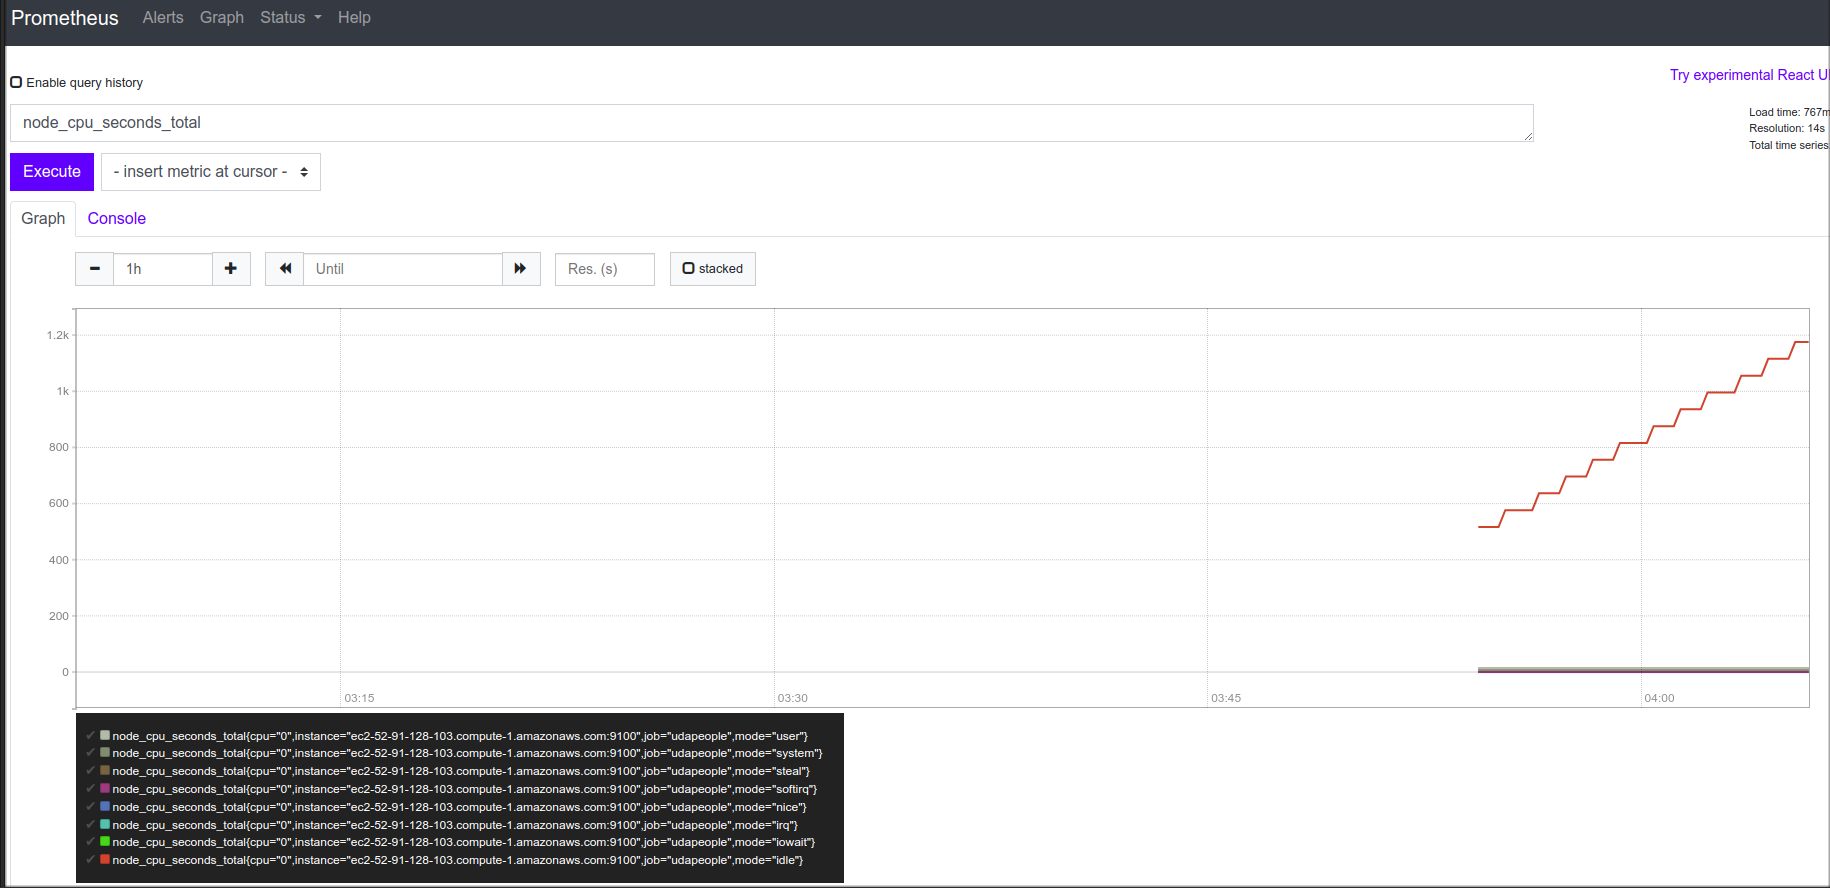 Prometheus Alerts Graph Status Help
Enable query history
Try experimental React U
node_cpu_seconds_total
Load time: 767m
Resolution: 14s
Total time series
Execute - insert metric at cursor -
Graph Console
1h Until Res. (s) stacked
1.2k
1k
800
600
400
200
0
03:15 03:30 03:45 04:00
node_cpu_seconds_total{cpu="0",instance="ec2-52-91-128-103.compute-1.amazonaws.com:9100",job="udapeople",mode="user"}
node_cpu_seconds_total{cpu="0",instance="ec2-52-91-128-103.compute-1.amazonaws.com:9100",job="udapeople",mode="system"}
node_cpu_seconds_total{cpu="0",instance="ec2-52-91-128-103.compute-1.amazonaws.com:9100",job="udapeople",mode="steal"}
node_cpu_seconds_total{cpu="0",instance="ec2-52-91-128-103.compute-1.amazonaws.com:9100",job="udapeople",mode="softirq"}
node_cpu_seconds_total{cpu="0",instance="ec2-52-91-128-103.compute-1.amazonaws.com:9100",job="udapeople",mode="nice"}
node_cpu_seconds_total{cpu="0",instance="ec2-52-91-128-103.compute-1.amazonaws.com:9100",job="udapeople",mode="irq"}
node_cpu_seconds_total{cpu="0",instance="ec2-52-91-128-103.compute-1.amazonaws.com:9100",job="udapeople",mode="iowait"}
node_cpu_seconds_total{cpu="0",instance="ec2-52-91-128-103.compute-1.amazonaws.com:9100",job="udapeople",mode="idle"}